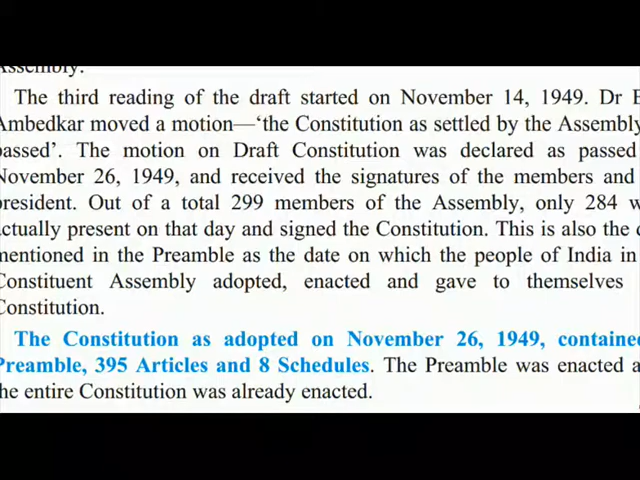 Assembly.
The third reading of the draft started on November 14, 1949. Dr B
Ambedkar moved a motion—‘the Constitution as settled by the Assembly
passed’. The motion on Draft Constitution was declared as passed
November 26, 1949, and received the signatures of the members and
president. Out of a total 299 members of the Assembly, only 284 w
actually present on that day and signed the Constitution. This is also the d
mentioned in the Preamble as the date on which the people of India in
Constituent Assembly adopted, enacted and gave to themselves
Constitution.
The Constitution as adopted on November 26, 1949, contained
Preamble, 395 Articles and 8 Schedules. The Preamble was enacted a
the entire Constitution was already enacted.